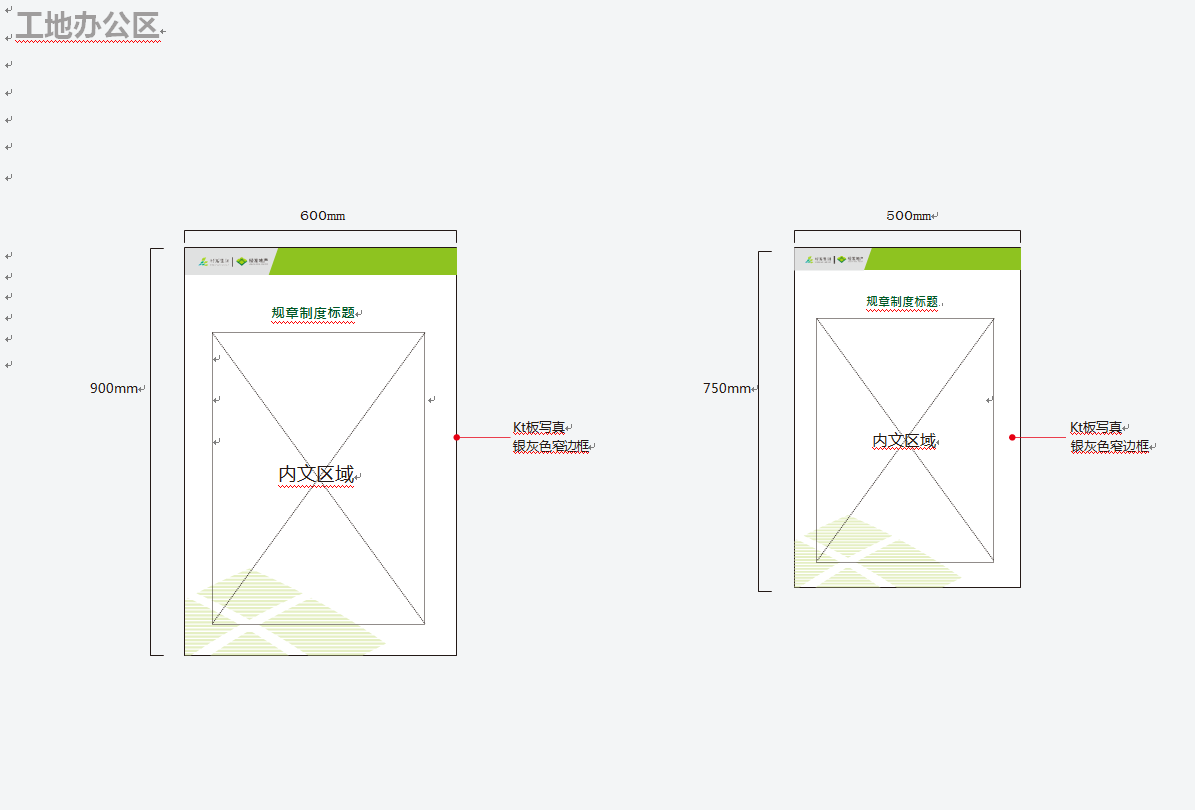 工地办公区
600mm
500mm
规章制度标题
规章制度标题
900mm
750mm
Kt板写真
银灰色窄边框
Kt板写真
银灰色窄边框
内文区域
内文区域